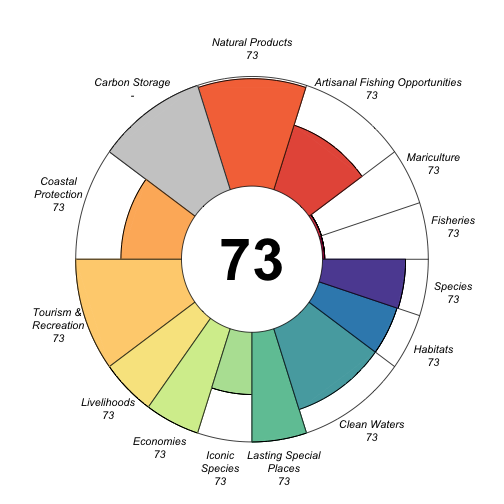 Natural Products
73
Carbon Storage
-
Artisanal Fishing Opportunities
73
Mariculture
73
Coastal
Protection
73
Fisheries
73
73
Species
73
Tourism &
Recreation
73
Habitats
73
Livelihoods
73
Clean Waters
73
Economies
73
Iconic
Species
73
Lasting Special
Places
73